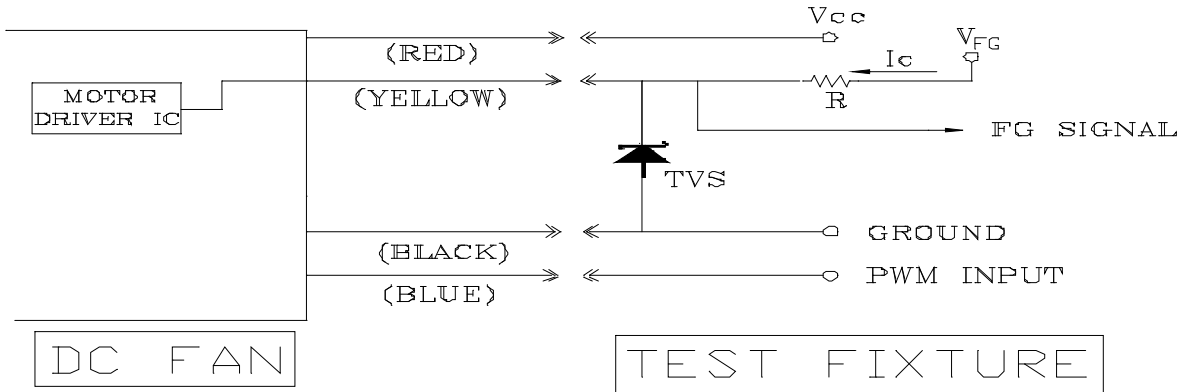 Vcc
(RED)
VFG
Ic
MOTOR
DRIVER IC
(YELLOW)
R
FG SIGNAL
TVS
GROUND
(BLACK)
PWM INPUT
(BLUE)
DC FAN
TEST FIXTURE